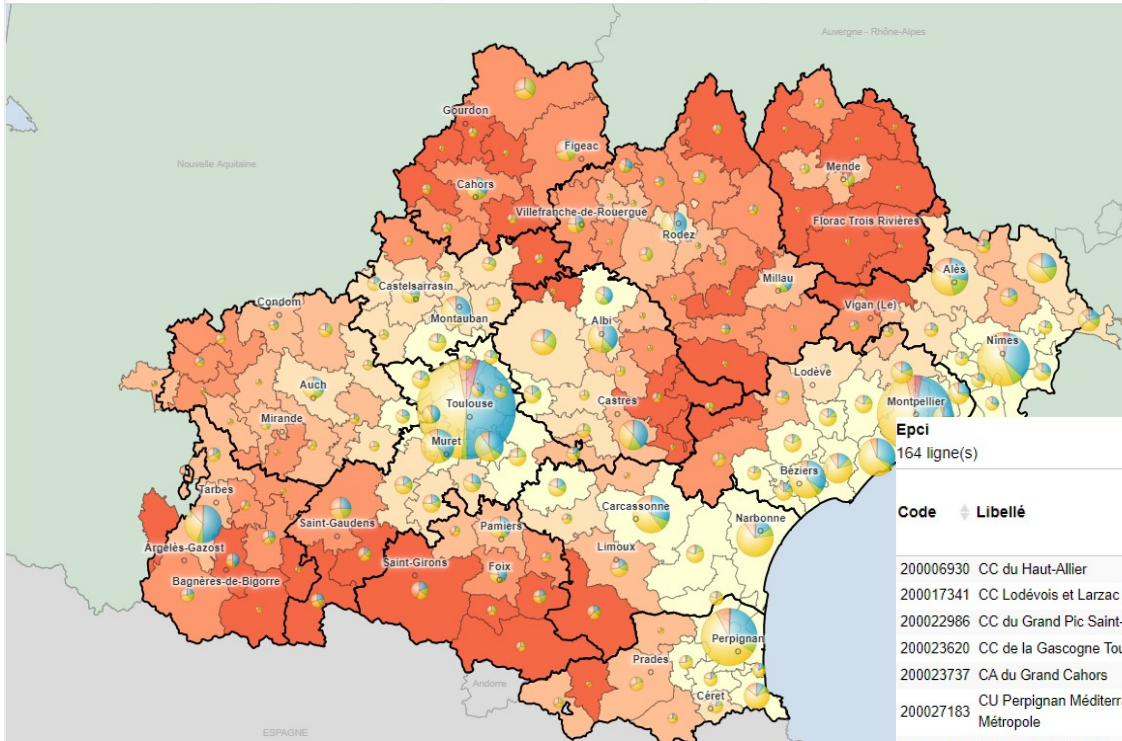 Auvergne - Rhône-Alpes
Gourdon
Nouvelle Aquitaine
Figeac
Mende
Cahors
Villefranche-de-Rouergue
Florac Trois Rivières
Rodez
Alès
Castelsarrasin
Millau
Condom
Vigan (Le)
Montauban
Albi
Nîmes
Lodève
Auch
Toulouse
Castres
Montpellier
Mirande
Muret
Epci
164 ligne(s)
Béziers
Tarbes
Carcassonne
Code Libellé
Saint-Gaudens
Pamiers
Narbonne
Argelès-Gazost
Limoux
Saint-Girons
Foix
Bagnères-de-Bigorre
200006930 CC du Haut-Allier
200017341 CC Lodévois et Larzac
200022986 CC du Grand Pic Saint-
200023620 CC de la Gascogne Tou
Perpignan
Prades
200023737 CA du Grand Cahors
Andorre
Céret
200027183 CU Perpignan Méditerra
Métropole
ESPAGNE